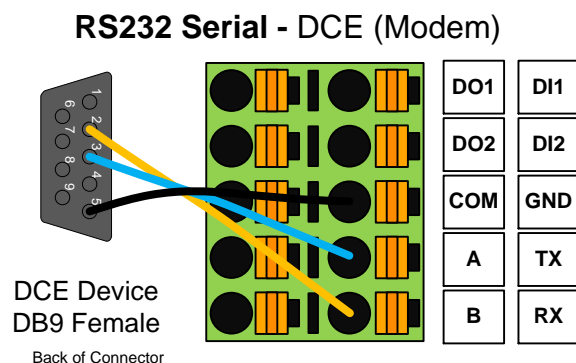 RS232 Serial - DCE (Modem)
1
6
2
7
3
8
4
9
5
DO1 DI1
DO2 DI2
COM GND
A TX
B RX
DCE Device
DB9 Female
Back of Connector